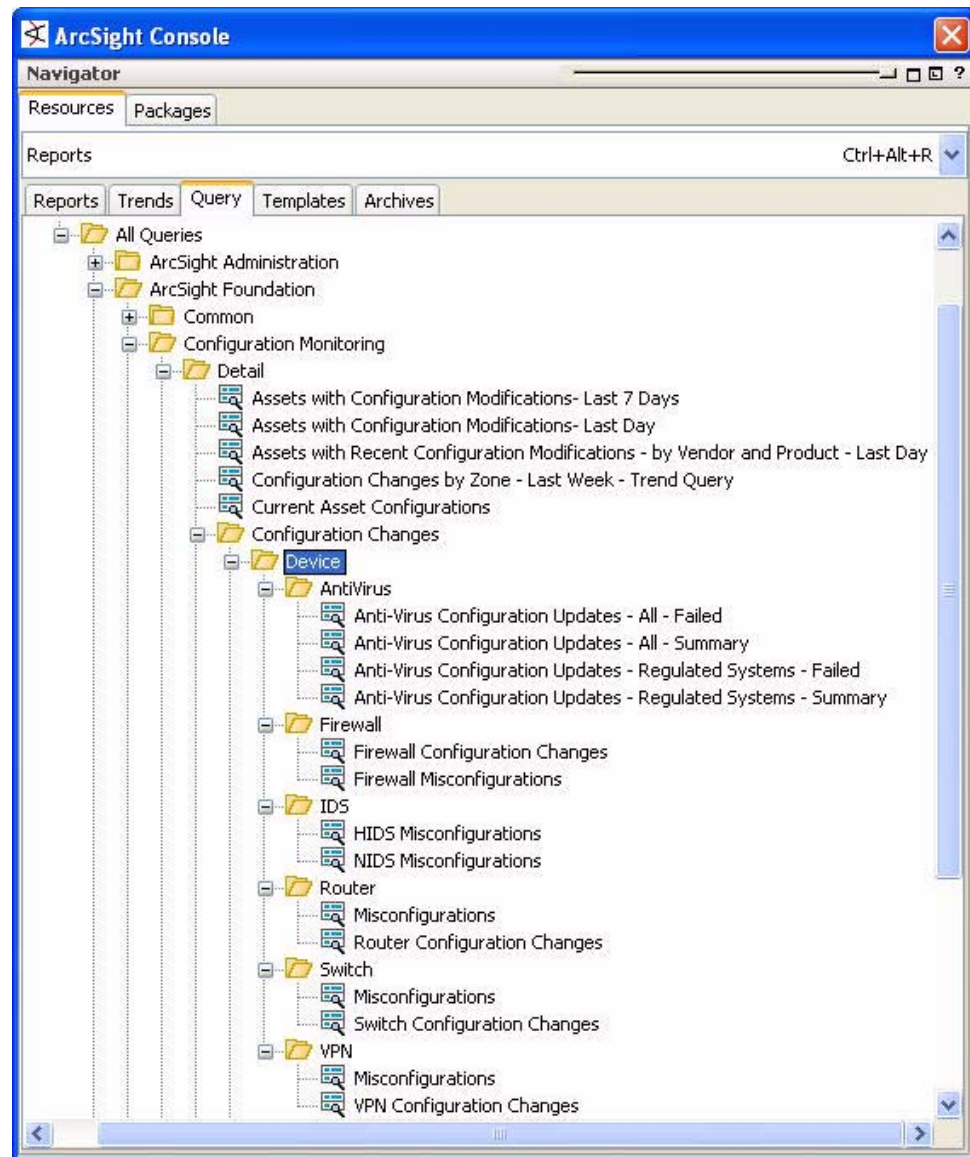 ArcSight Console
Navigator
?
Resources Packages
Reports Ctrl+Alt+R
Reports Trends Query Templates Archives
All Queries
ArcSight Administration
ArcSight Foundation
Common
Configuration Monitoring
Detail
Assets with Configuration Modifications- Last 7 Days
Assets with Configuration Modifications- Last Day
Assets with Recent Configuration Modifications - by Vendor and Product - Last Day
Configuration Changes by Zone - Last Week - Trend Query
Current Asset Configurations
Configuration Changes
Device
AntiVirus
Anti-Virus Configuration Updates - All - Failed
Anti-Virus Configuration Updates - All - Summary
Anti-Virus Configuration Updates - Regulated Systems - Failed
Anti-Virus Configuration Updates - Regulated Systems - Summary
Firewall
Firewall Configuration Changes
Firewall Misconfigurations
IDS
HIDS Misconfigurations
NIDS Misconfigurations
Router
Misconfigurations
Router Configuration Changes
Switch
Misconfigurations
Switch Configuration Changes
VPN
Misconfigurations
VPN Configuration Changes